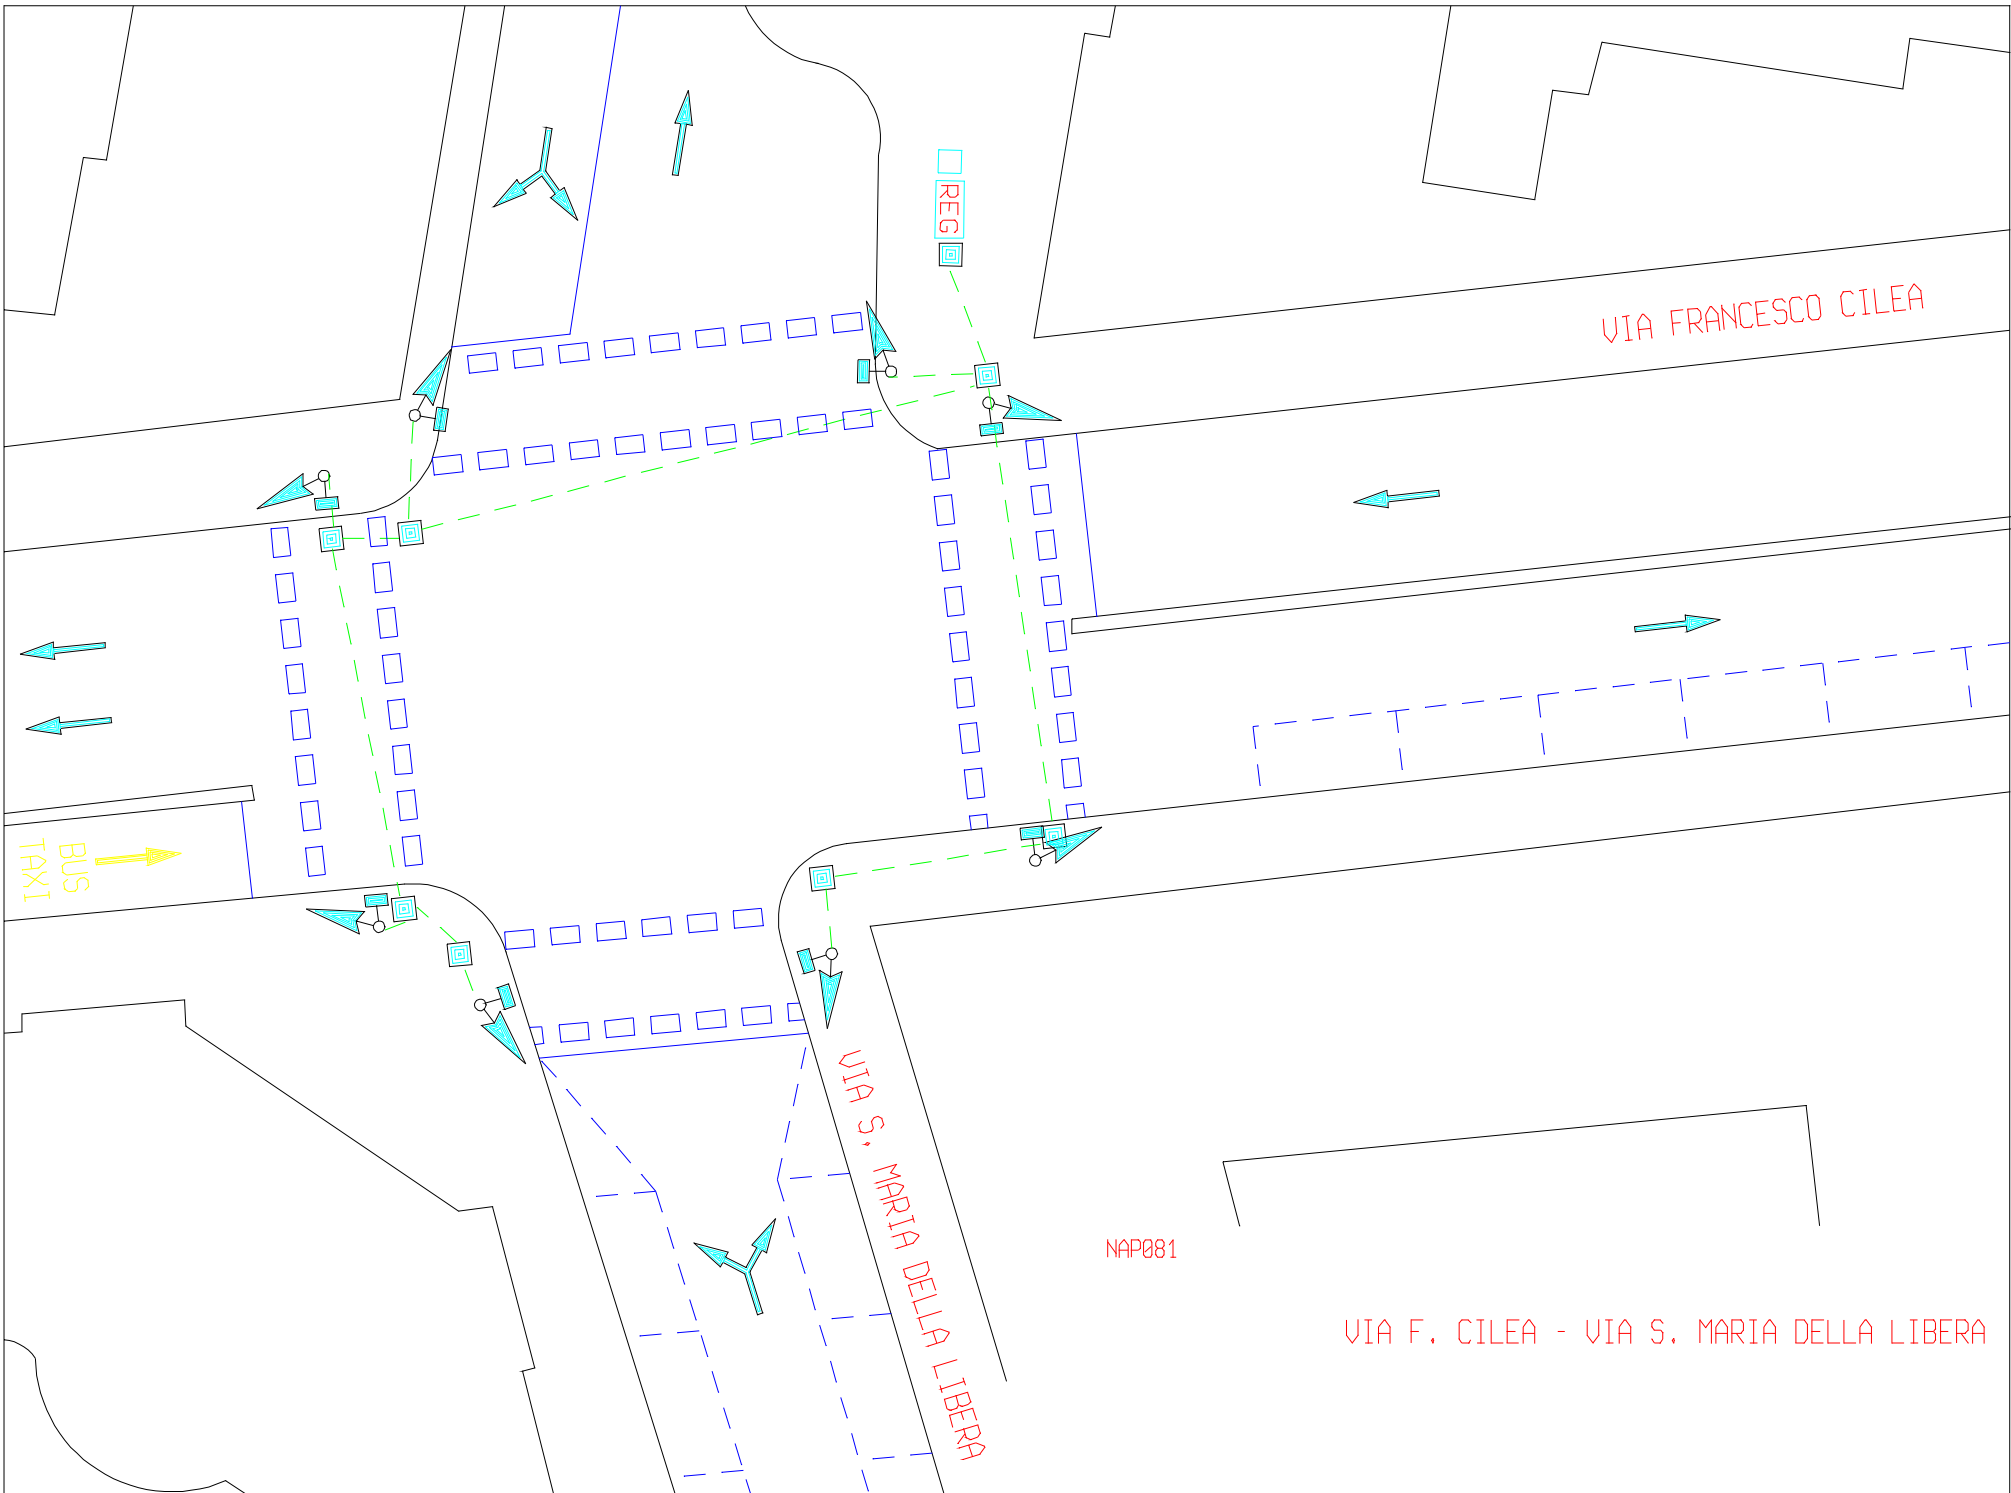 REG
VIA FRANCESCO CILEA
BUS
TAXI
VIA S. MARIA DELLA LIBERA
NAP081
VIA F. CILEA - VIA S. MARIA DELLA LIBERA